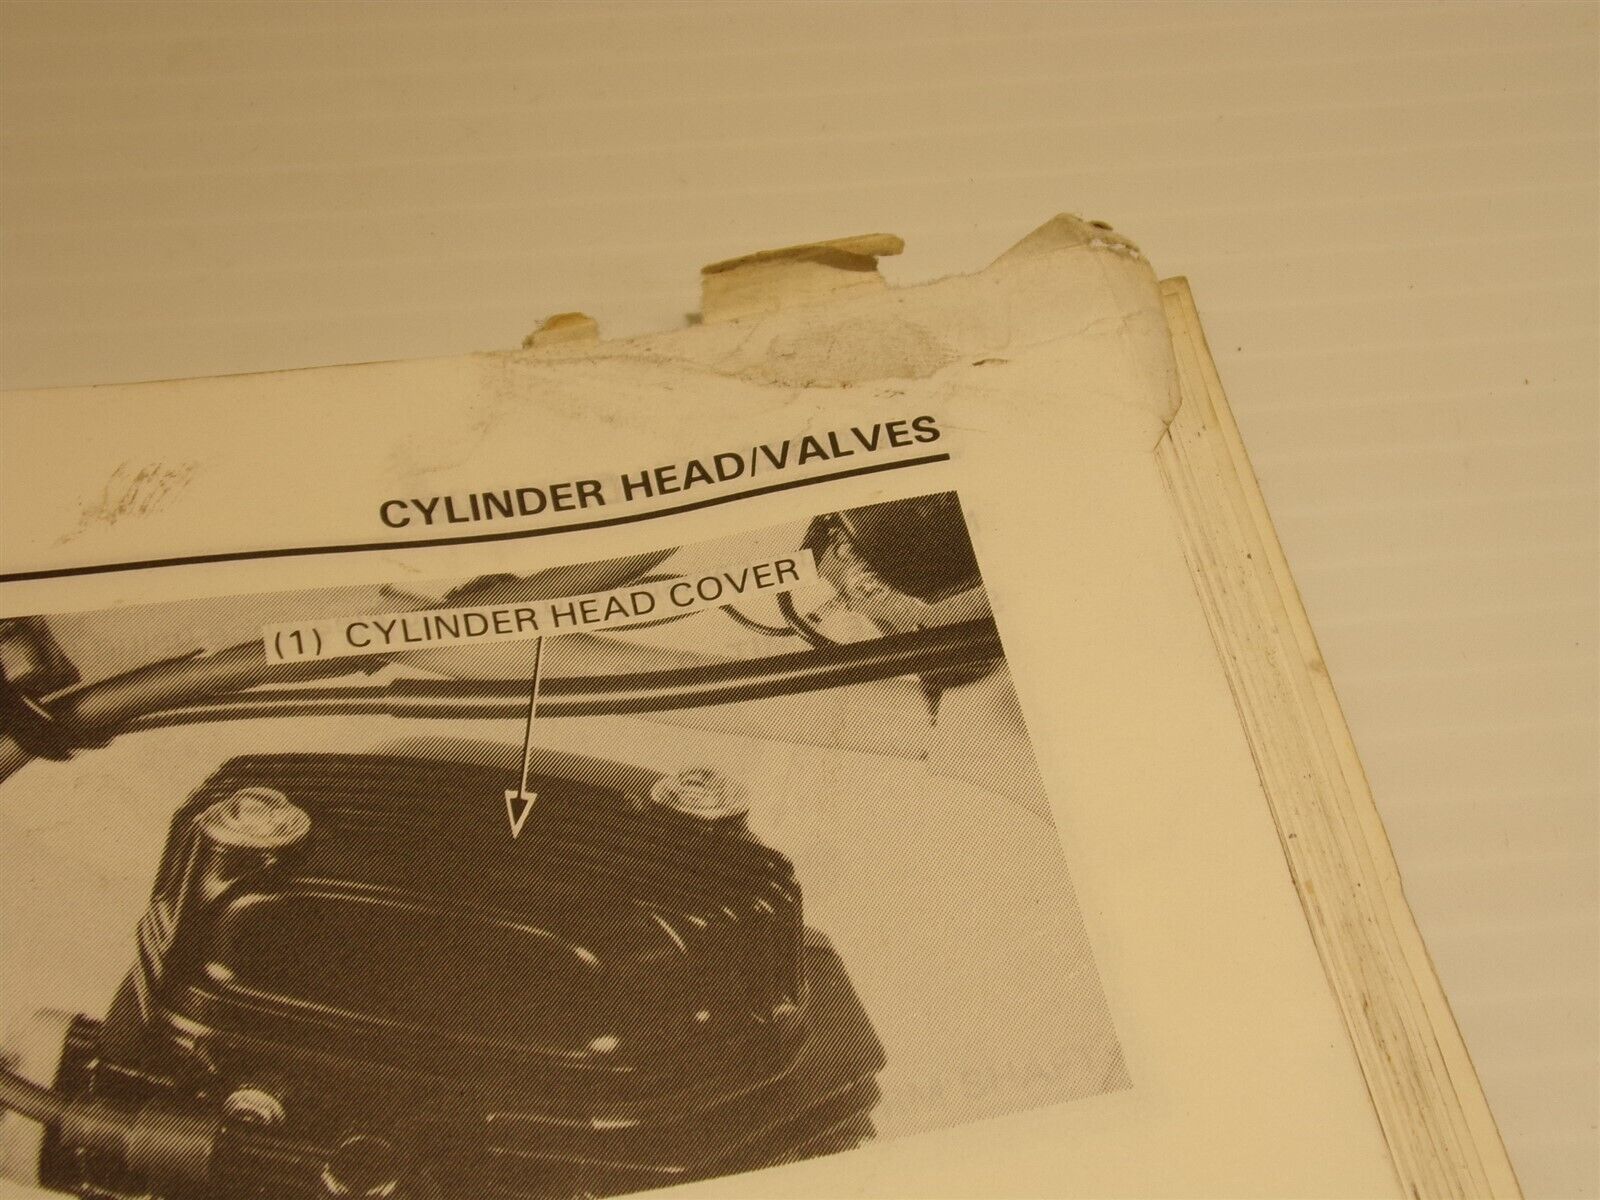 CYLINDER HEAD/VALVES
(1) CYLINDER HEAD COVER